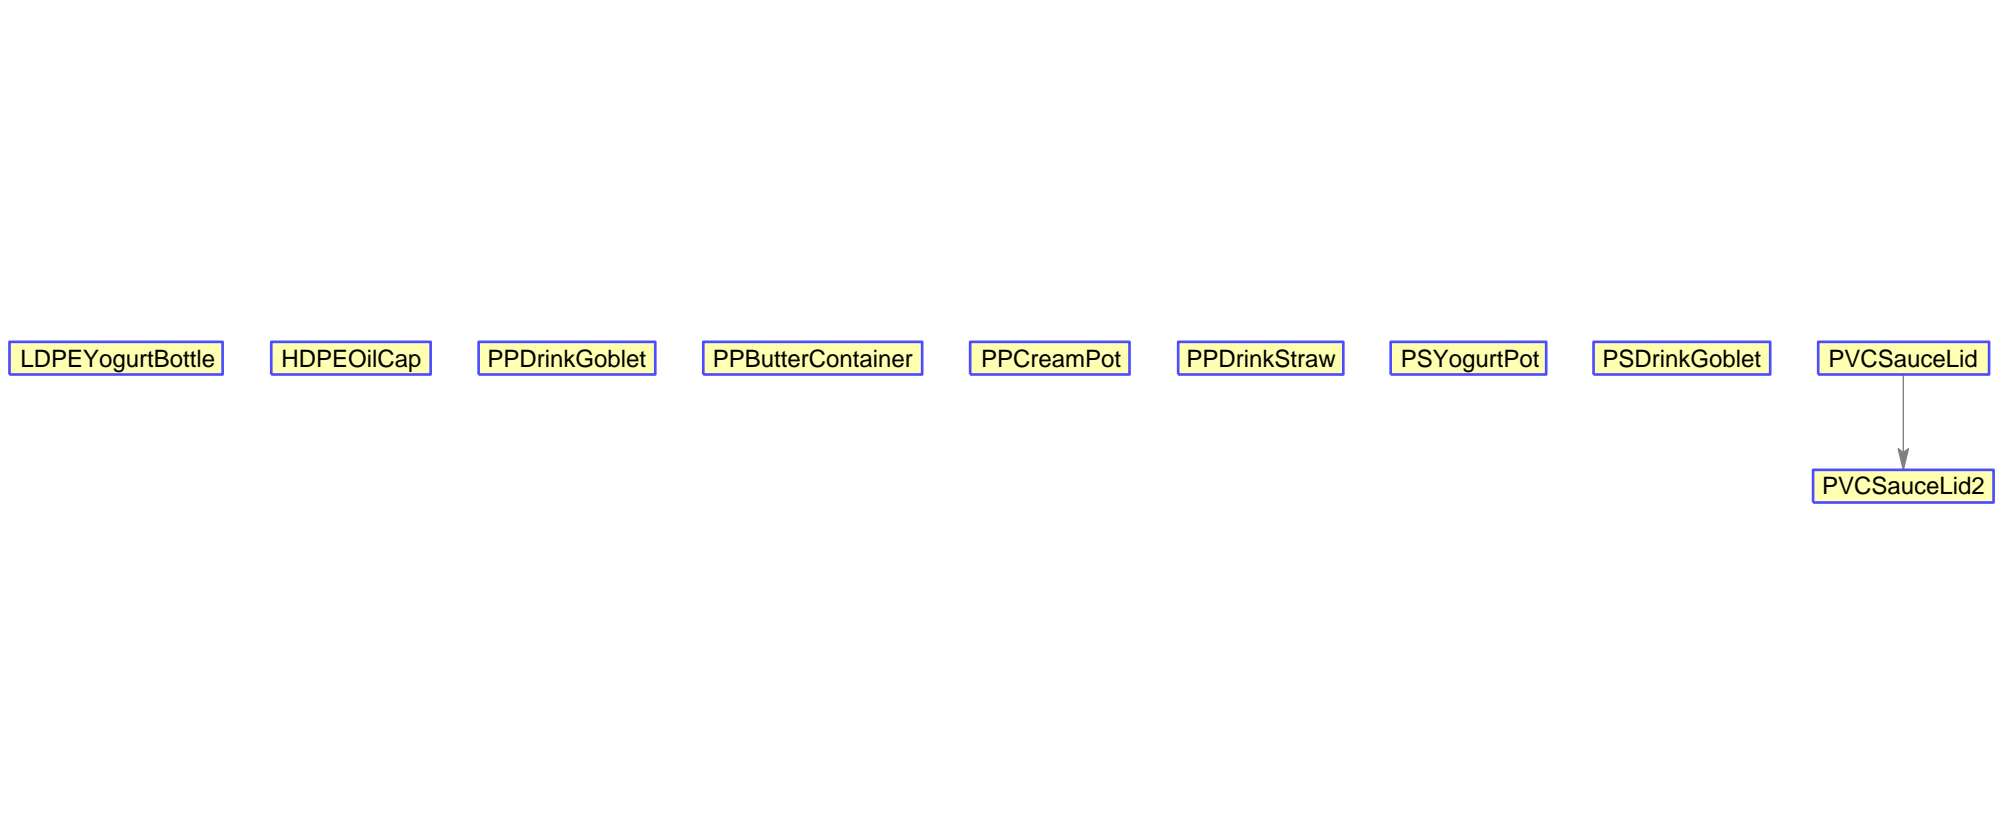 LDPEYogurtBottle HDPEOilCap PPDrinkGoblet PPButterContainer PPCreamPot PPDrinkStraw PSYogurtPot PSDrinkGoblet PVCSauceLid
PVCSauceLid2